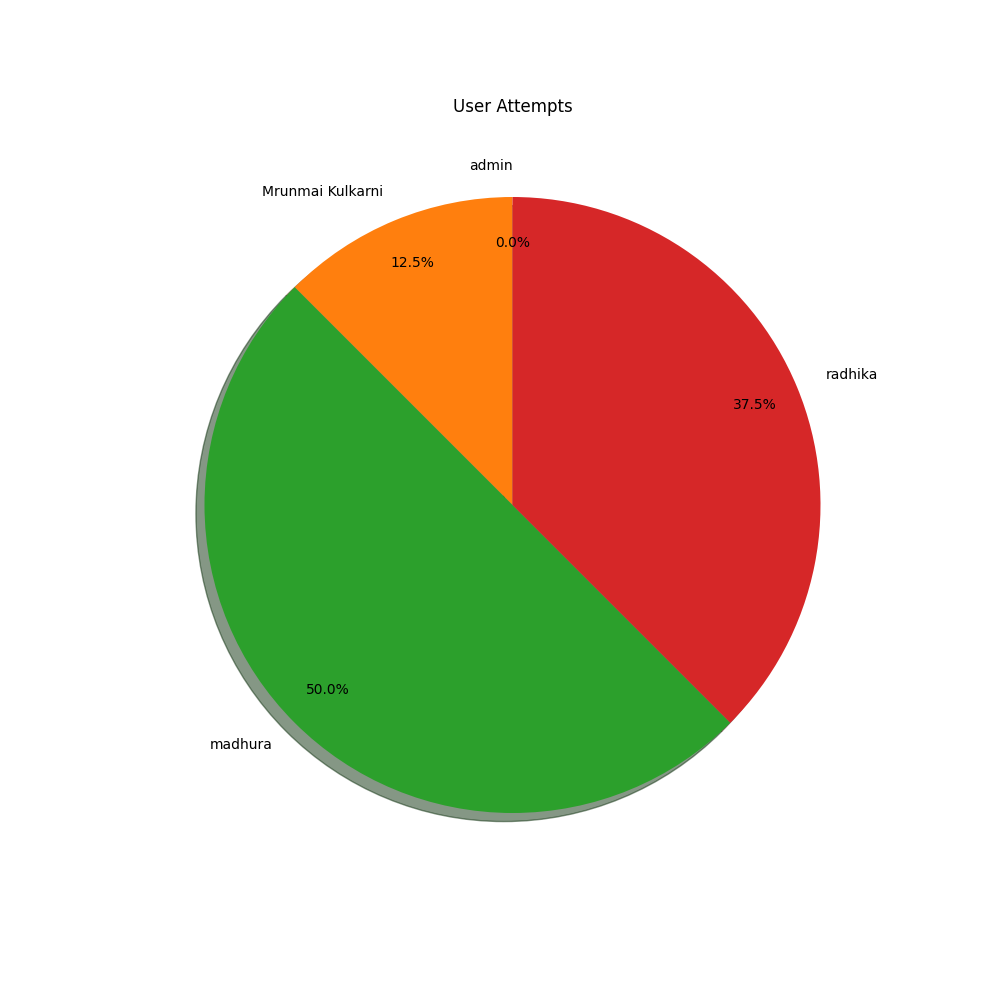 User Attempts
admin
Mrunmai Kulkarni
0.0%
12.5%
radhika
37.5%
50.0%
madhura